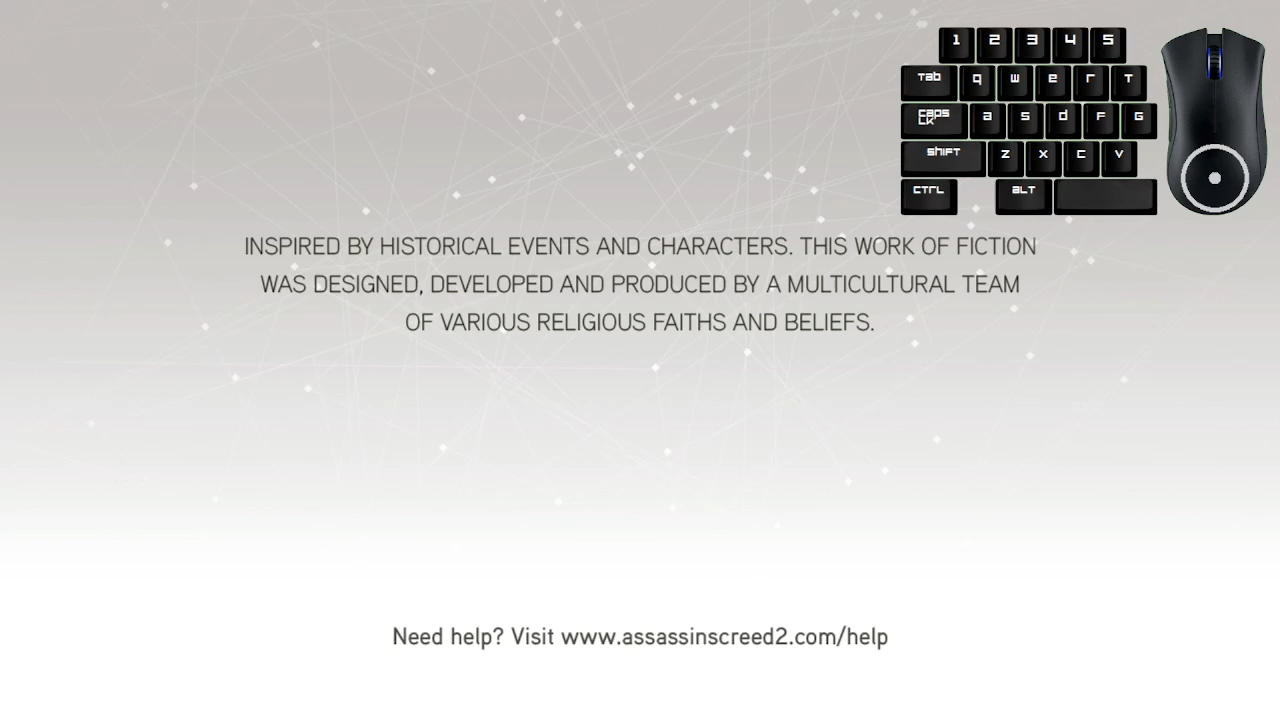 1 2 3 4 5
Tab q w e r T
caps LK a s d F G
shift z x c v
CTRL aLT
INSPIRED BY HISTORICAL EVENTS AND CHARACTERS. THIS WORK OF FICTION
WAS DESIGNED, DEVELOPED AND PRODUCED BY A MULTICULTURAL TEAM
OF VARIOUS RELIGIOUS FAITHS AND BELIEFS.
Need help? Visit www.assassinscreed2.com/help